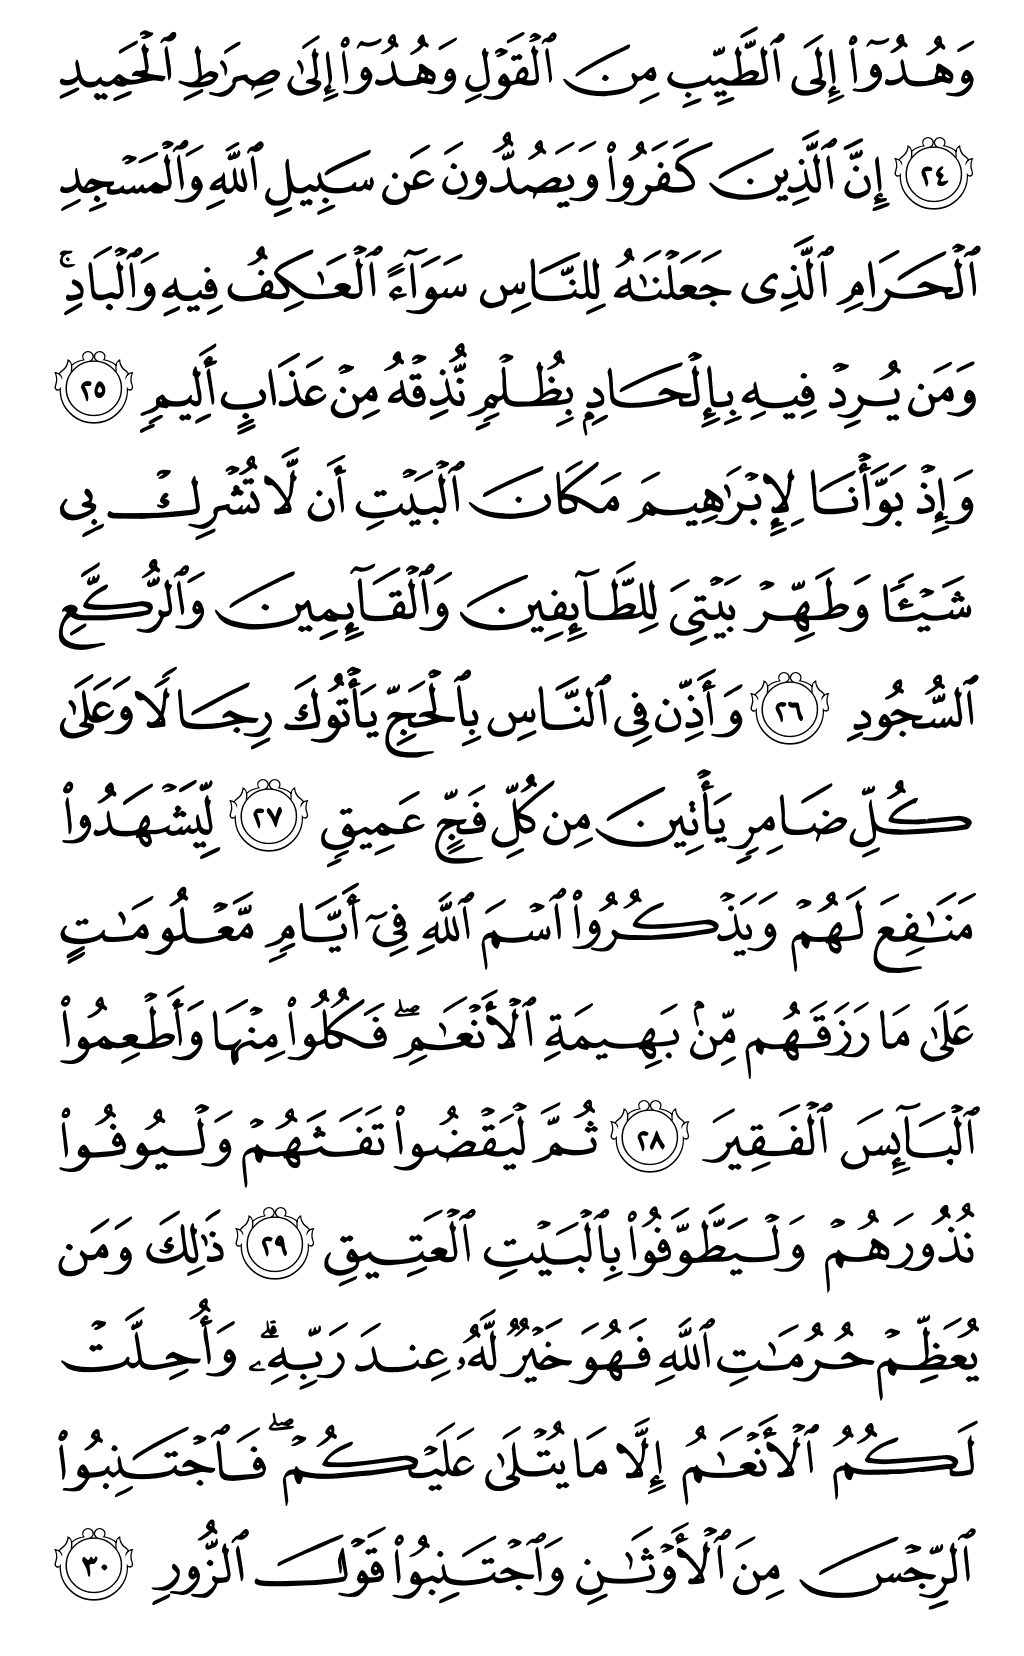 وَهُدُوٓا۟ إِلَى ٱلطَّيِّبِ مِنَ ٱلْقَوْلِ وَهُدُوٓا۟ إِلَىٰ صِرَٰطِ ٱلْحَمِيدِ
٢٤ إِنَّ ٱلَّذِينَ كَفَرُوا۟ وَيَصُدُّونَ عَن سَبِيلِ ٱللَّهِ وَٱلْمَسْجِدِ
ٱلْحَرَامِ ٱلَّذِى جَعَلْنَٰهُ لِلنَّاسِ سَوَآءً ٱلْعَٰكِفُ فِيهِ وَٱلْبَادِ ۚ
وَمَن يُرِدْ فِيهِ بِإِلْحَادٍۭ بِظُلْمٍ نُّذِقْهُ مِنْ عَذَابٍ أَلِيمٍ ٢٥
وَإِذْ بَوَّأْنَا لِإِبْرَٰهِيمَ مَكَانَ ٱلْبَيْتِ أَن لَّا تُشْرِكْ بِى
شَيْـًٔا وَطَهِّرْ بَيْتِىَ لِلطَّآئِفِينَ وَٱلْقَآئِمِينَ وَٱلرُّكَّعِ
ٱلسُّجُودِ ٢٦ وَأَذِّن فِى ٱلنَّاسِ بِٱلْحَجِّ يَأْتُوكَ رِجَالًا وَعَلَىٰ
كُلِّ ضَامِرٍ يَأْتِينَ مِن كُلِّ فَجٍّ عَمِيقٍ ٢٧ لِّيَشْهَدُوا۟
مَنَٰفِعَ لَهُمْ وَيَذْكُرُوا۟ ٱسْمَ ٱللَّهِ فِىٓ أَيَّامٍ مَّعْلُومَٰتٍ
عَلَىٰ مَا رَزَقَهُم مِّنۢ بَهِيمَةِ ٱلْأَنْعَٰمِ ۖ فَكُلُوا۟ مِنْهَا وَأَطْعِمُوا۟
ٱلْبَآئِسَ ٱلْفَقِيرَ ٢٨ ثُمَّ لْيَقْضُوا۟ تَفَثَهُمْ وَلْيُوفُوا۟
نُذُورَهُمْ وَلْيَطَّوَّفُوا۟ بِٱلْبَيْتِ ٱلْعَتِيقِ ٢٩ ذَٰلِكَ وَمَن
يُعَظِّمْ حُرُمَٰتِ ٱللَّهِ فَهُوَ خَيْرٌ لَّهُۥ عِندَ رَبِّهِۦ ۗ وَأُحِلَّتْ
لَكُمُ ٱلْأَنْعَٰمُ إِلَّا مَا يُتْلَىٰ عَلَيْكُمْ ۖ فَٱجْتَنِبُوا۟
ٱلرِّجْسَ مِنَ ٱلْأَوْثَٰنِ وَٱجْتَنِبُوا۟ قَوْلَ ٱلزُّورِ ٣٠